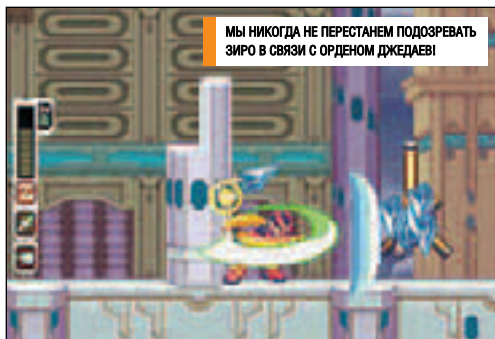 МЫ НИКОГДА НЕ ПЕРЕСТАНЕМ ПОДОЗРЕВАТЬ
ЗИРО В СВЯЗИ С ОРДЕНОМ ДЖЕДАЕВ!